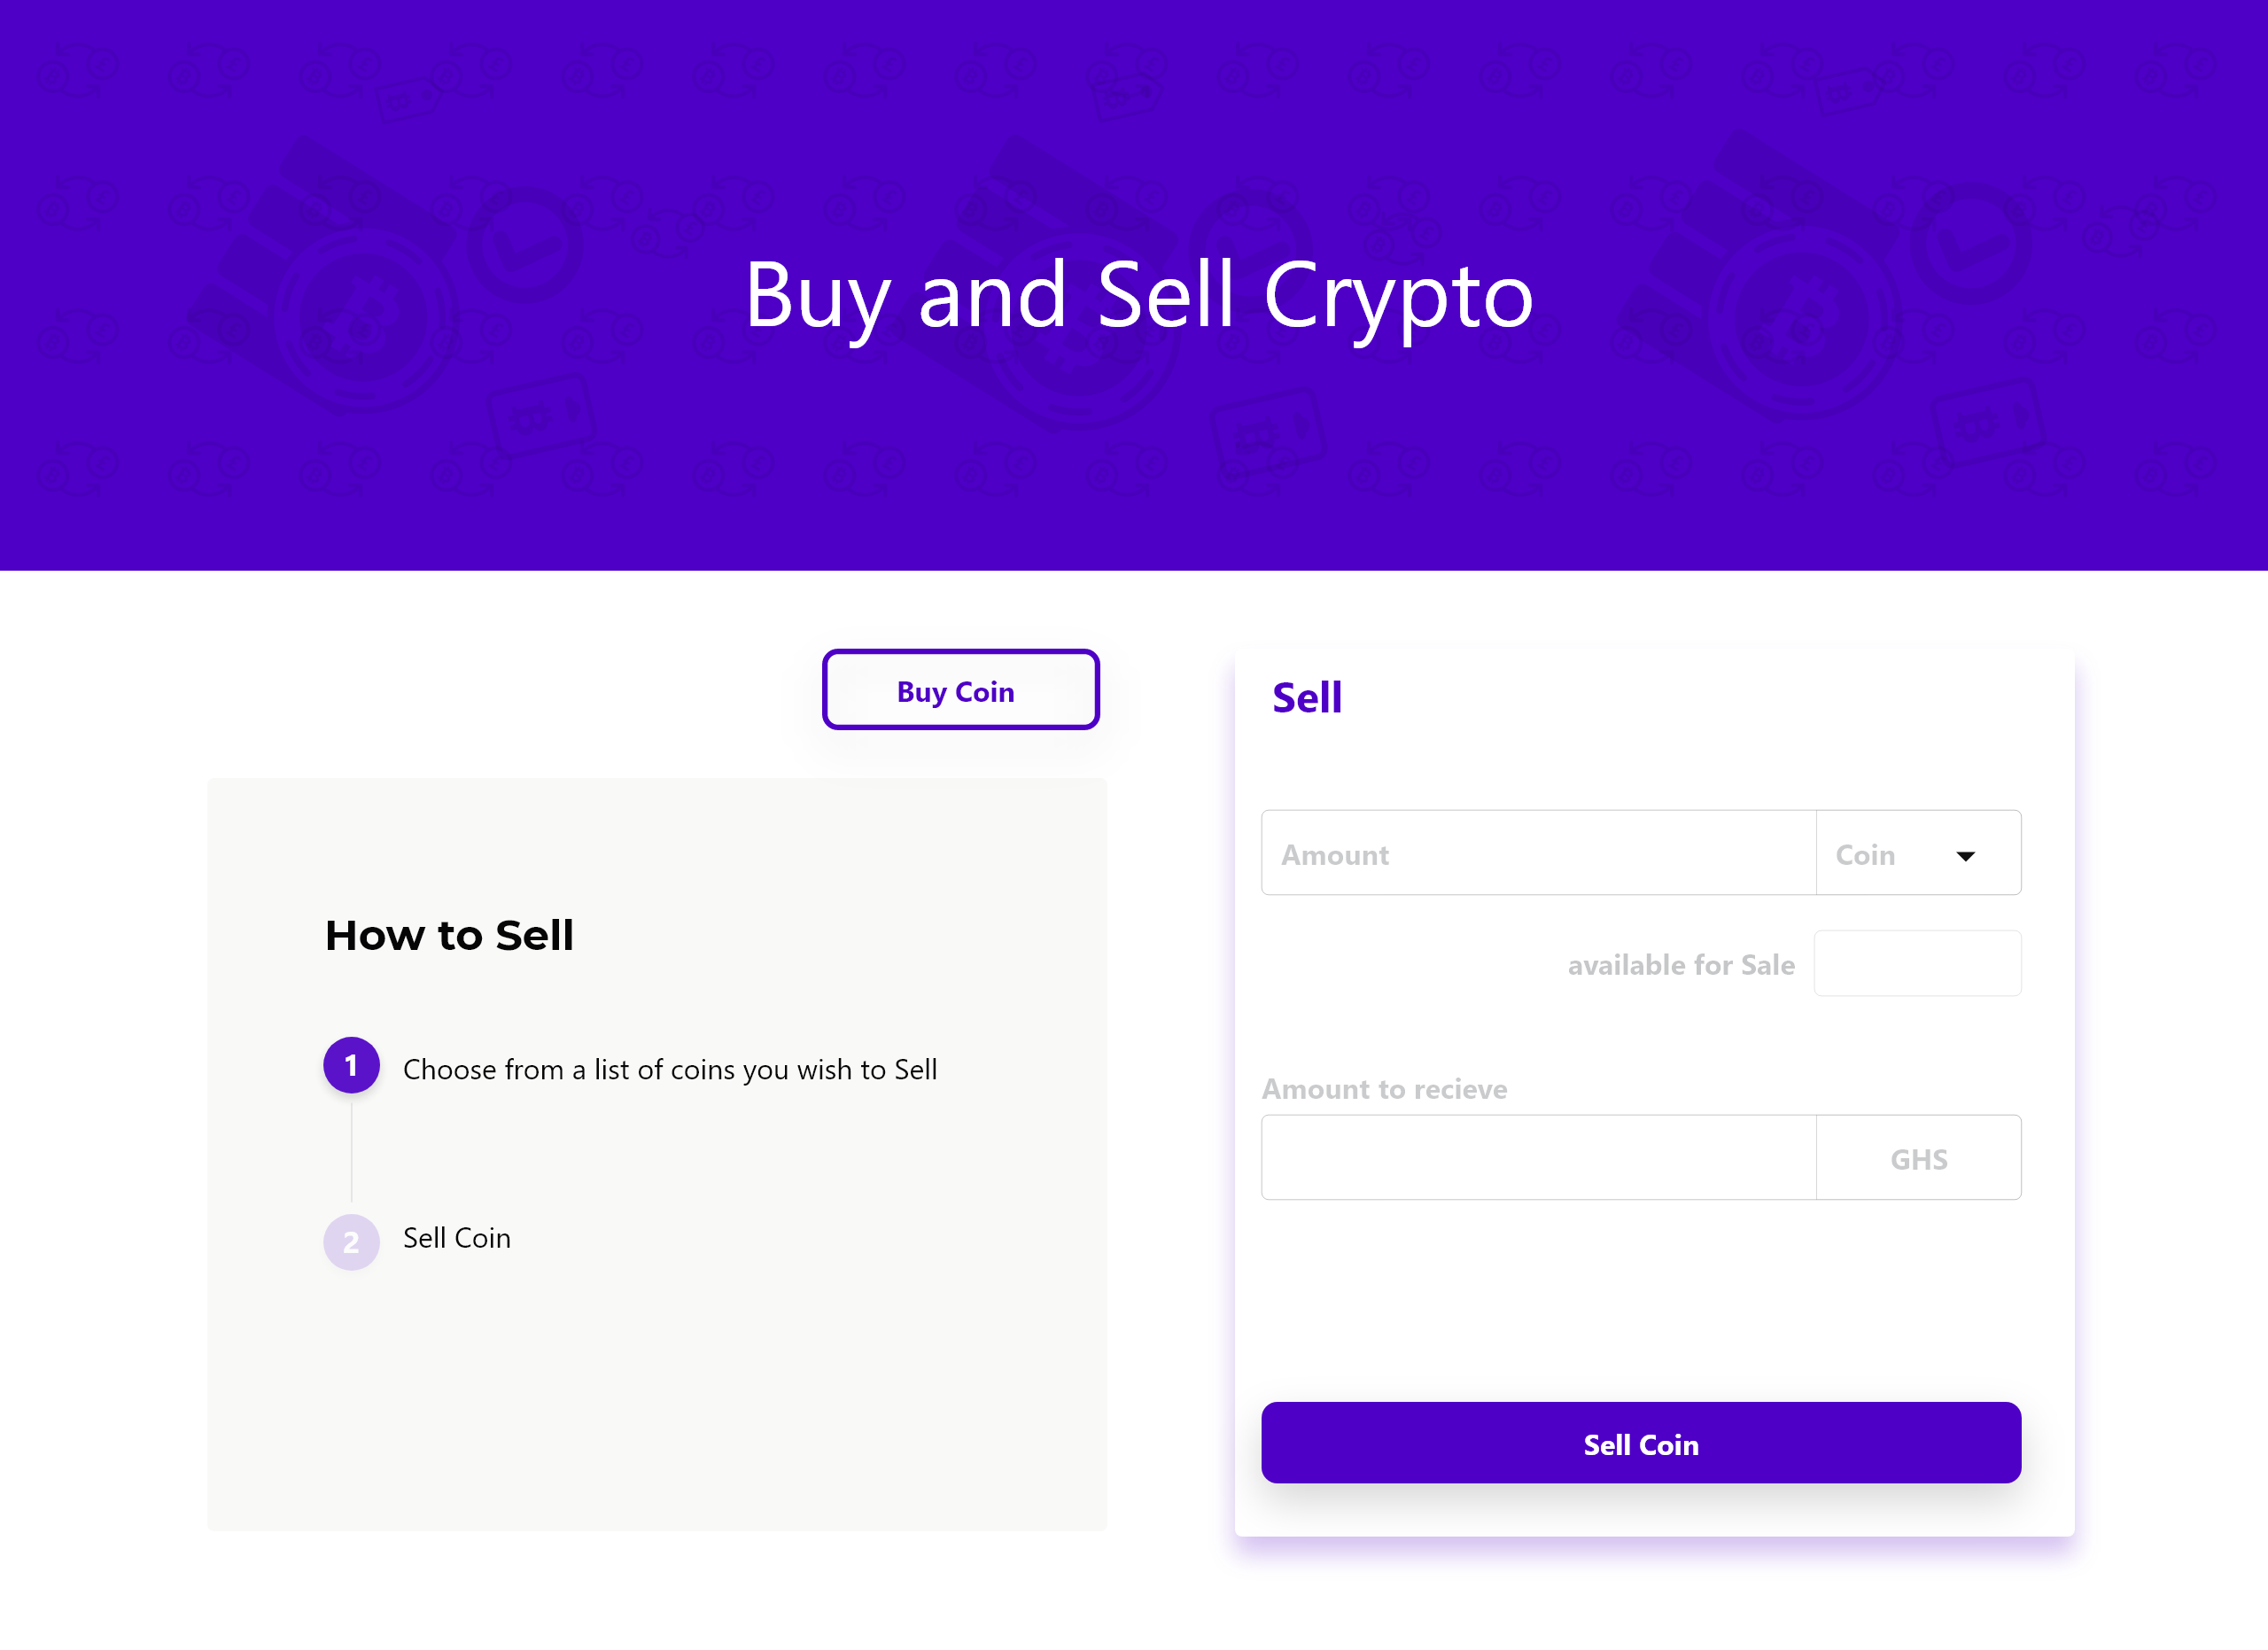 Buy and Sell Crypto
Buy Coin
How to Sell
1 Choose from a list of coins you wish to Sell
2 Sell Coin
Sell
Amount Coin
available for Sale
Amount to recieve
GHS
Sell Coin